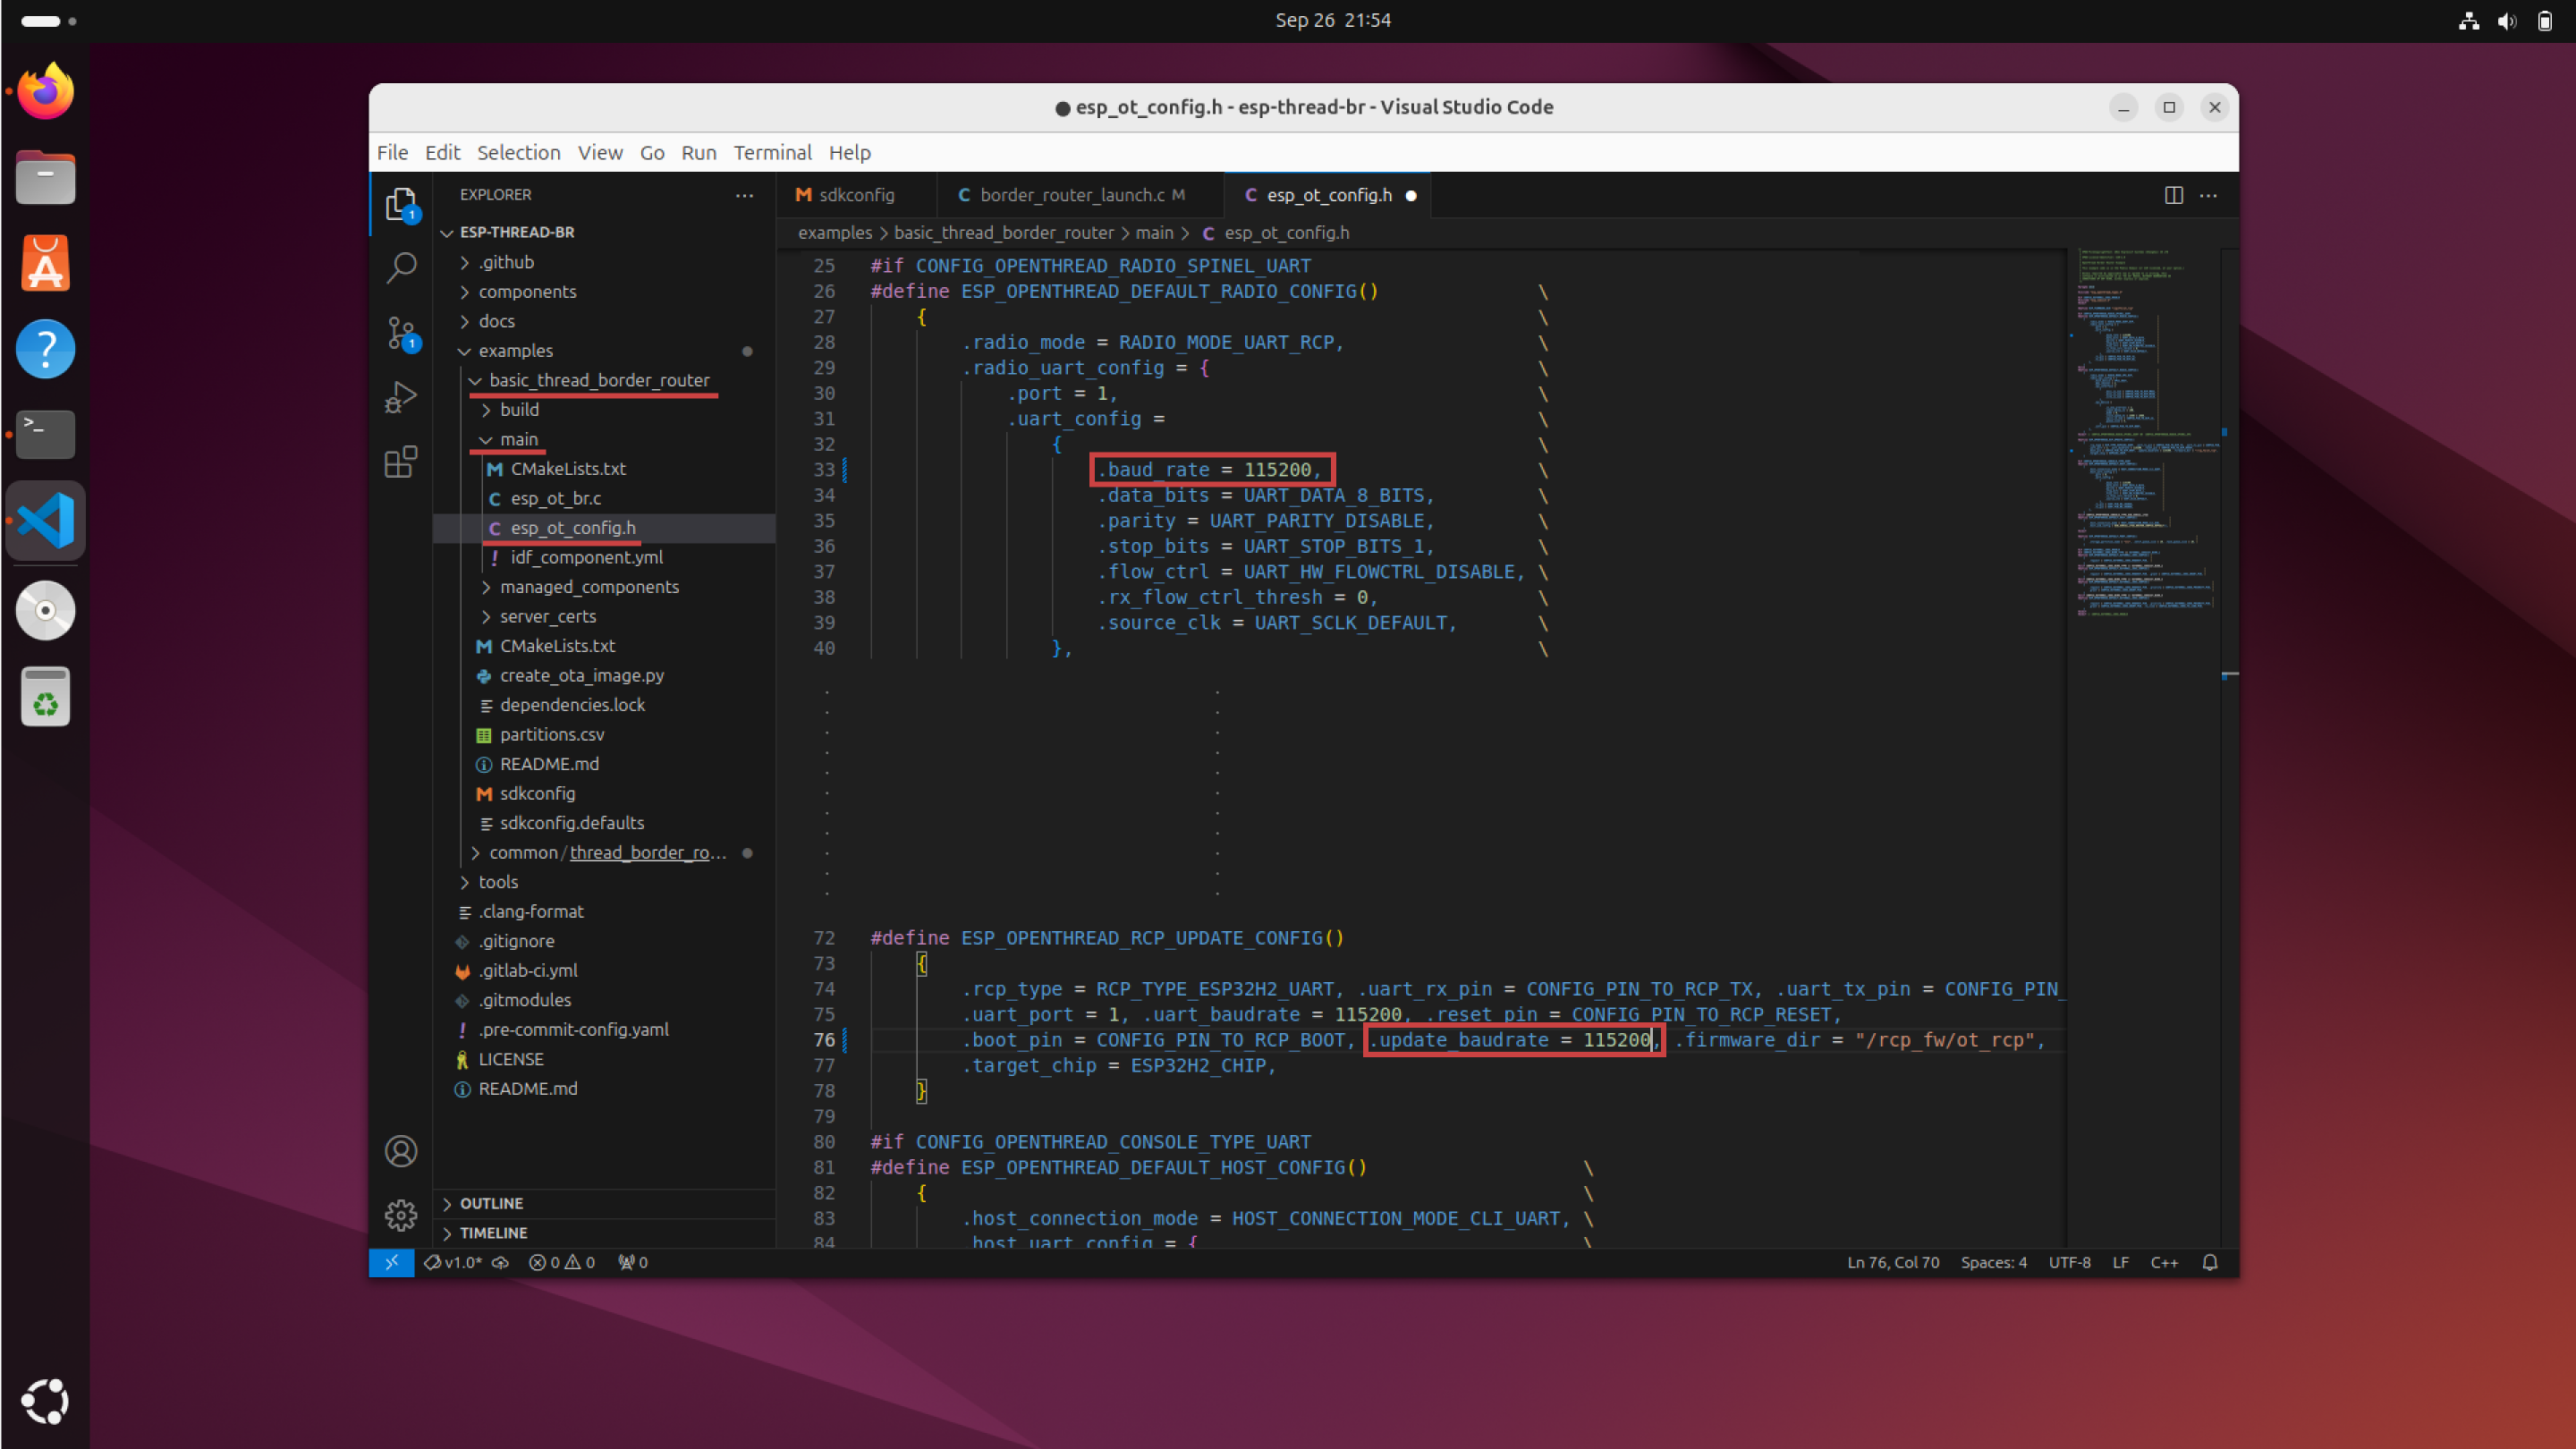 Sep 26 21:54
esp_ot_config.h - esp-thread-br - Visual Studio Code
File Edit Selection View Go Run Terminal Help
EXPLORER
ESP-THREAD-BR
.github
components
docs
examples
basic_thread_border_router
build
main
CMakeLists.txt
esp_ot_br.c
esp_ot_config.h
idf_component.yml
managed_components
server_certs
CMakeLists.txt
create_ota_image.py
dependencies.lock
partitions.csv
README.md
sdkconfig
sdkconfig.defaults
common/thread_border_ro...
tools
.clang-format
.gitignore
.gitlab-ci.yml
.gitmodules
.pre-commit-config.yaml
LICENSE
README.md
OUTLINE
TIMELINE
sdkconfig
border_router_launch.c M
esp_ot_config.h
examples > basic_thread_border_router > main > C esp_ot_config.h
25 #if CONFIG_OPENTHREAD_RADIO_SPINEL_UART
26 #define ESP_OPENTHREAD_DEFAULT_RADIO_CONFIG() \
27 { \
28 .radio_mode = RADIO_MODE_UART_RCP, \
29 .radio_uart_config = { \
30 .port = 1, \
31 .uart_config = \
32 { \
33 .baud_rate = 115200, \
34 .data_bits = UART_DATA_8_BITS, \
35 .parity = UART_PARITY_DISABLE, \
36 .stop_bits = UART_STOP_BITS_1, \
37 .flow_ctrl = UART_HW_FLOWCTRL_DISABLE, \
38 .rx_flow_ctrl_thresh = 0, \
39 .source_clk = UART_SCLK_DEFAULT, \
40 }, \
72 #define ESP_OPENTHREAD_RCP_UPDATE_CONFIG()
73 {
74 .rcp_type = RCP_TYPE_ESP32H2_UART, .uart_rx_pin = CONFIG_PIN_TO_RCP_TX, .uart_tx_pin = CONFIG_PIN_
75 .uart_port = 1, .uart_baudrate = 115200, .reset_pin = CONFIG_PIN_TO_RCP_RESET,
76 .boot_pin = CONFIG_PIN_TO_RCP_BOOT, .update_baudrate = 115200, .firmware_dir = "/rcp_fw/ot_rcp",
77 .target_chip = ESP32H2_CHIP,
78 }
79
80 #if CONFIG_OPENTHREAD_CONSOLE_TYPE_UART
81 #define ESP_OPENTHREAD_DEFAULT_HOST_CONFIG() \
82 { \
83 .host_connection_mode = HOST_CONNECTION_MODE_CLI_UART, \
84 .host_uart_config = { \
v1.0* 0 0 0 Ln 76, Col 70 Spaces: 4 UTF-8 LF C++